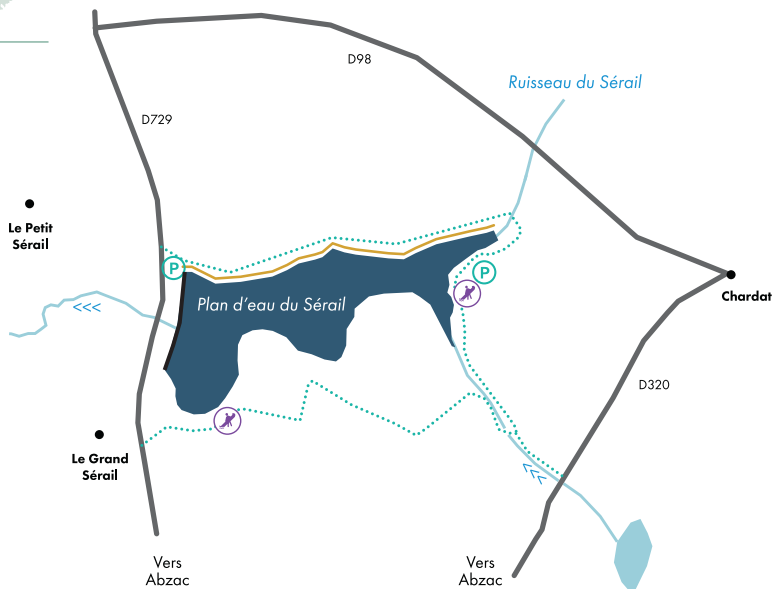 D98
Ruisseau du Sérail
D729
Le Petit
Sérail
P
P
Plan d'eau du Sérail
<<<
Chardat
D320
Le Grand
Sérail
<<<
Vers
Abzac
Vers
Abzac